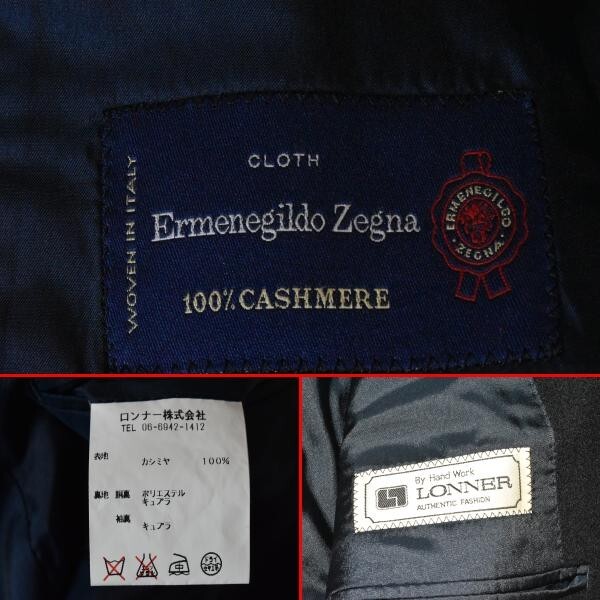 WOVEN IN ITALY
CLOTH
Ermenegildo Zegna
100% CASHMERE
ERMENEGILDO
ZEGNA
ロンナー株式会社
TEL 06-6942-1412
表地 カシミヤ 100%
裏地 胴裏 ポリエステル
キュプラ
袖裏 キュプラ
中
By Hand Work
LONNER
AUTHENTIC FASHION